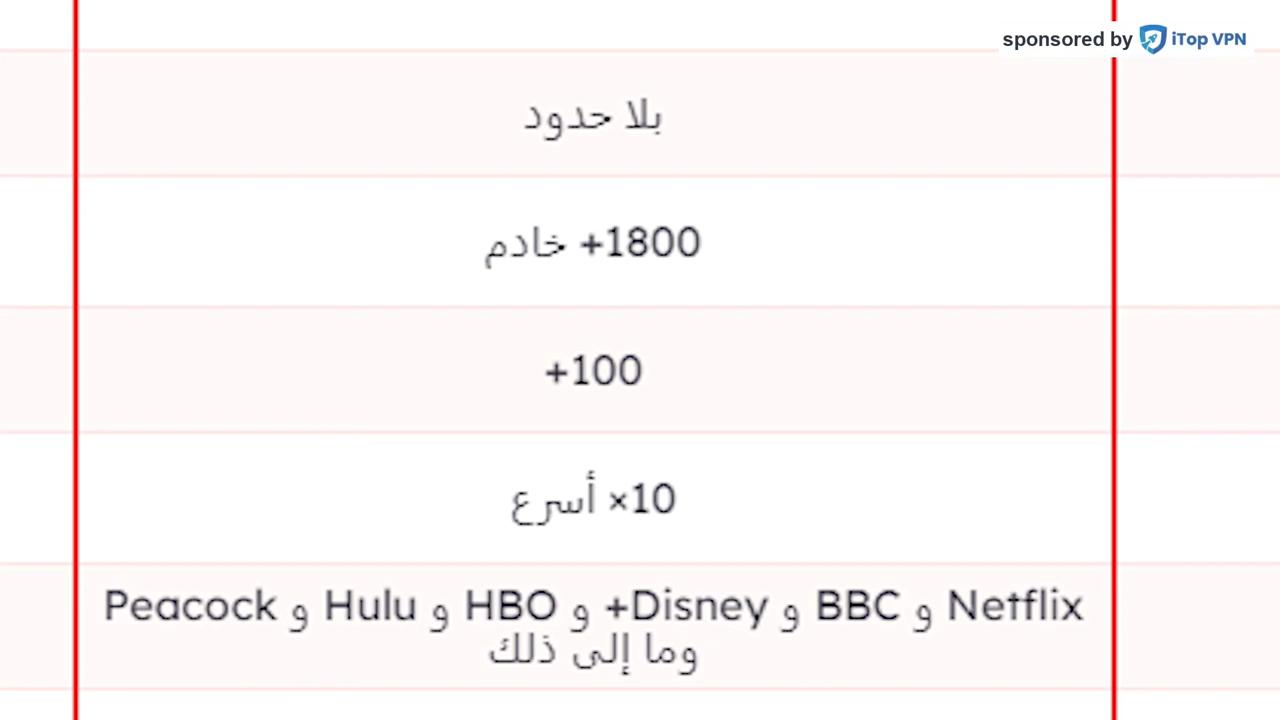 sponsored by iTop VPN
بلا حدود
1800+ خادم
100+
10× أسرع
Netflix و BBC و Disney+ و HBO و Hulu و Peacock
وما إلى ذلك